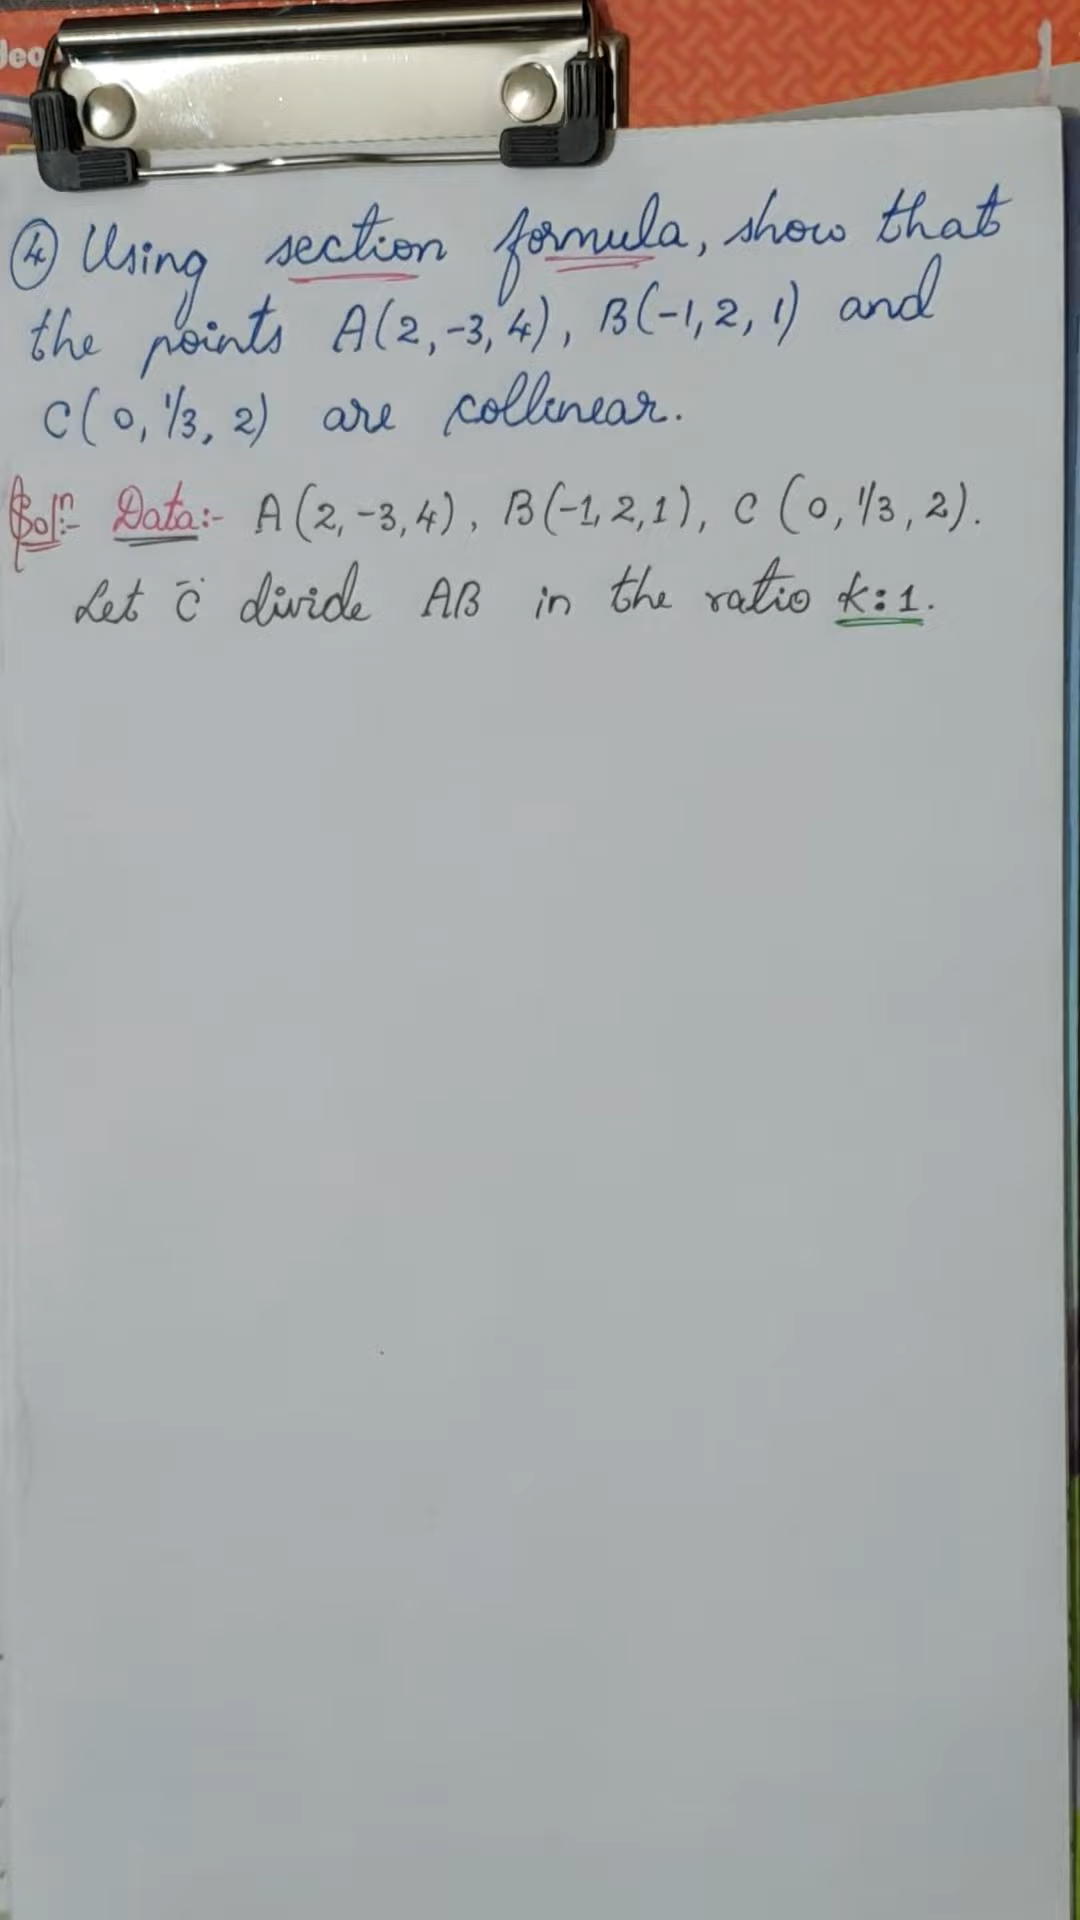 deo
④ Using section formula, show that
the points A(2,-3,4), B(-1,2,1) and
C(0,1/3,2) are collinear.
Solⁿ:- Data:- A(2,-3,4), B(-1,2,1), C(0,1/3,2).
Let 'C' divide AB in the ratio k:1.